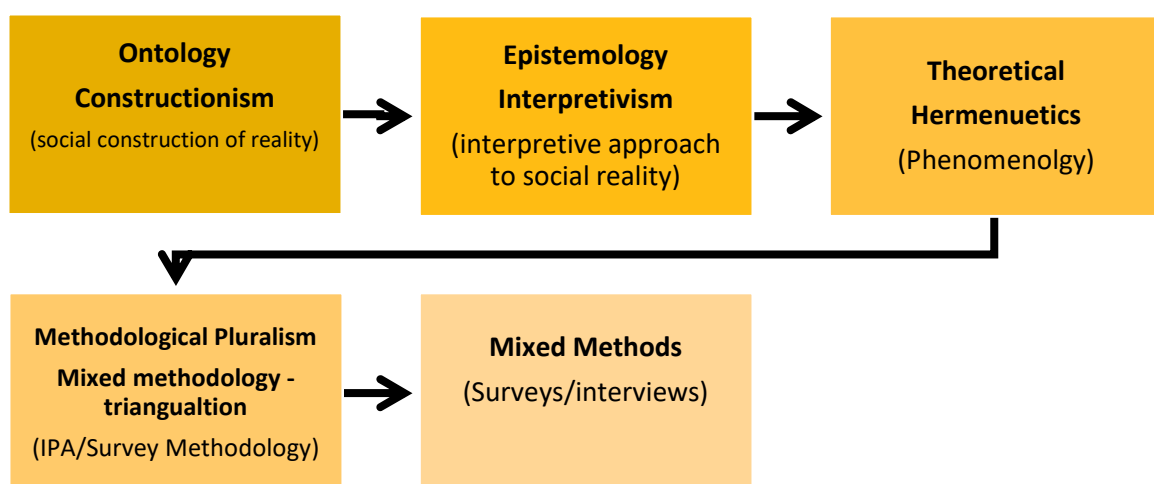 Ontology
Constructionism
(social construction of reality)
Epistemology
Interpretivism
(interpretive approach
to social reality)
Theoretical
Hermenuetics
(Phenomenolgy)
Methodological Pluralism
Mixed methodology -
triangualtion
(IPA/Survey Methodology)
Mixed Methods
(Surveys/interviews)